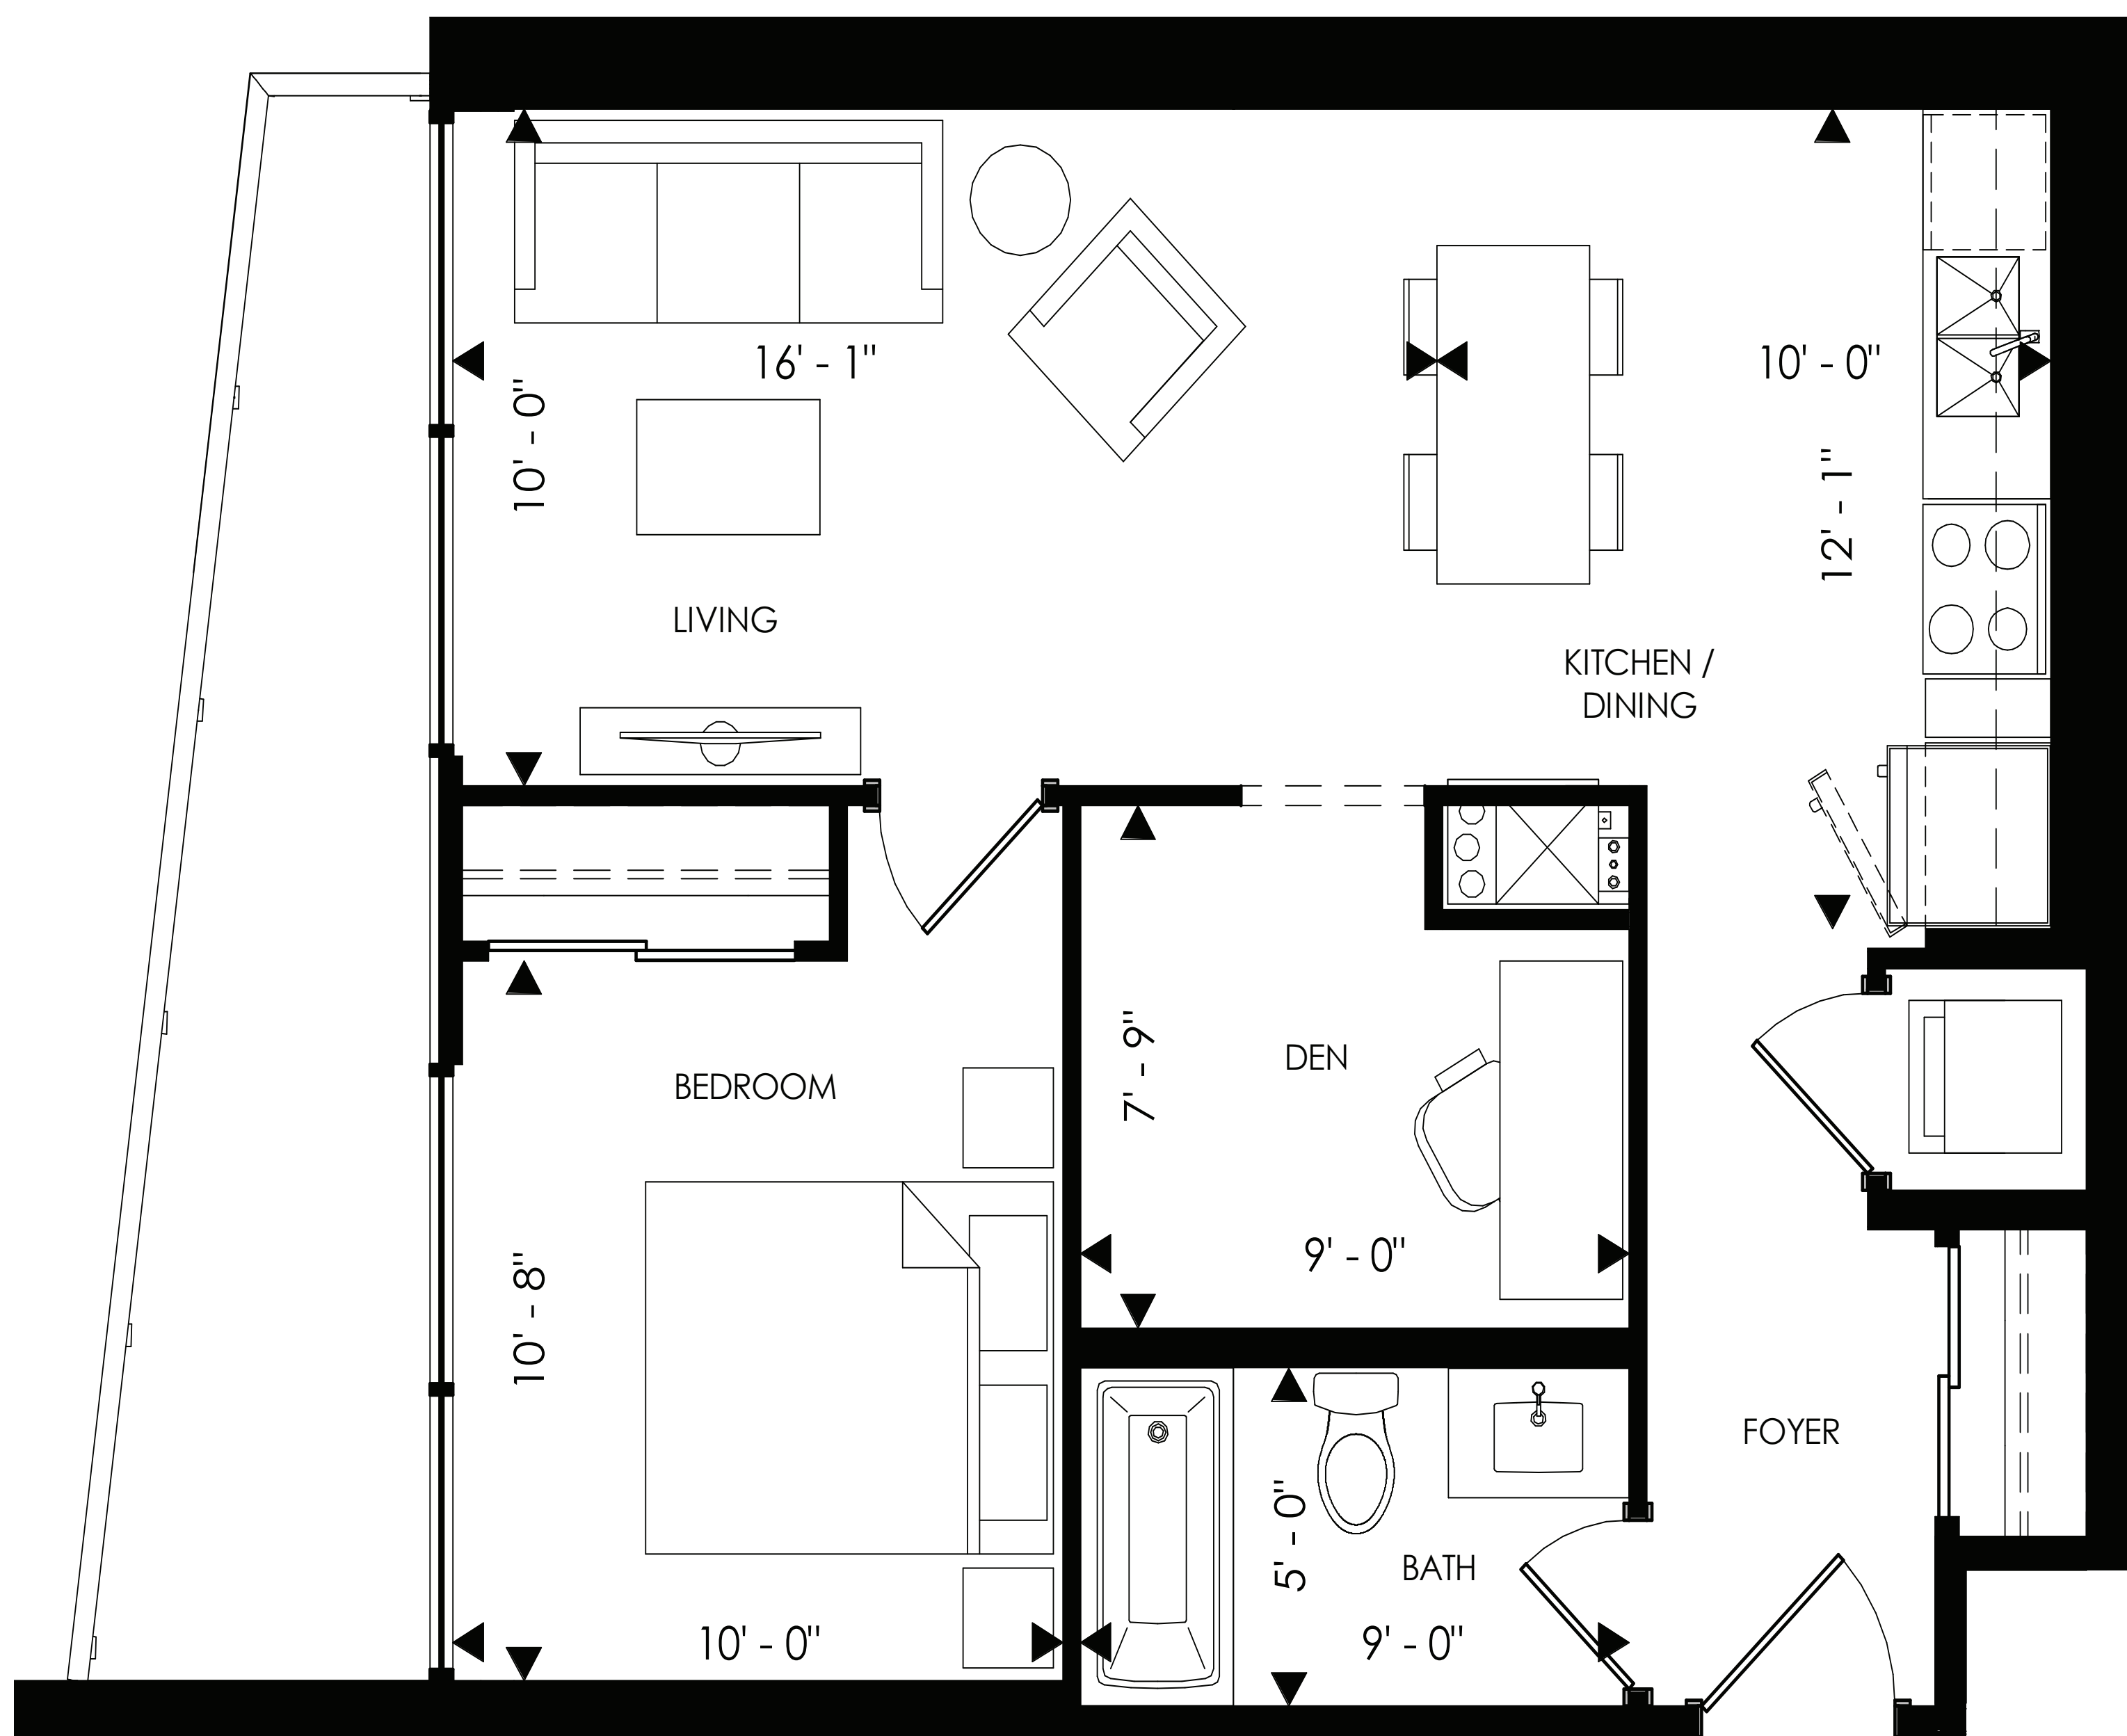 16' - 1"
10' - 0"
10' - 0"
12' - 1"
LIVING
KITCHEN /
DINING
7' - 9"
DEN
BEDROOM
9' - 0"
10' - 8"
FOYER
5' - 0"
BATH
10' - 0"
9' - 0"